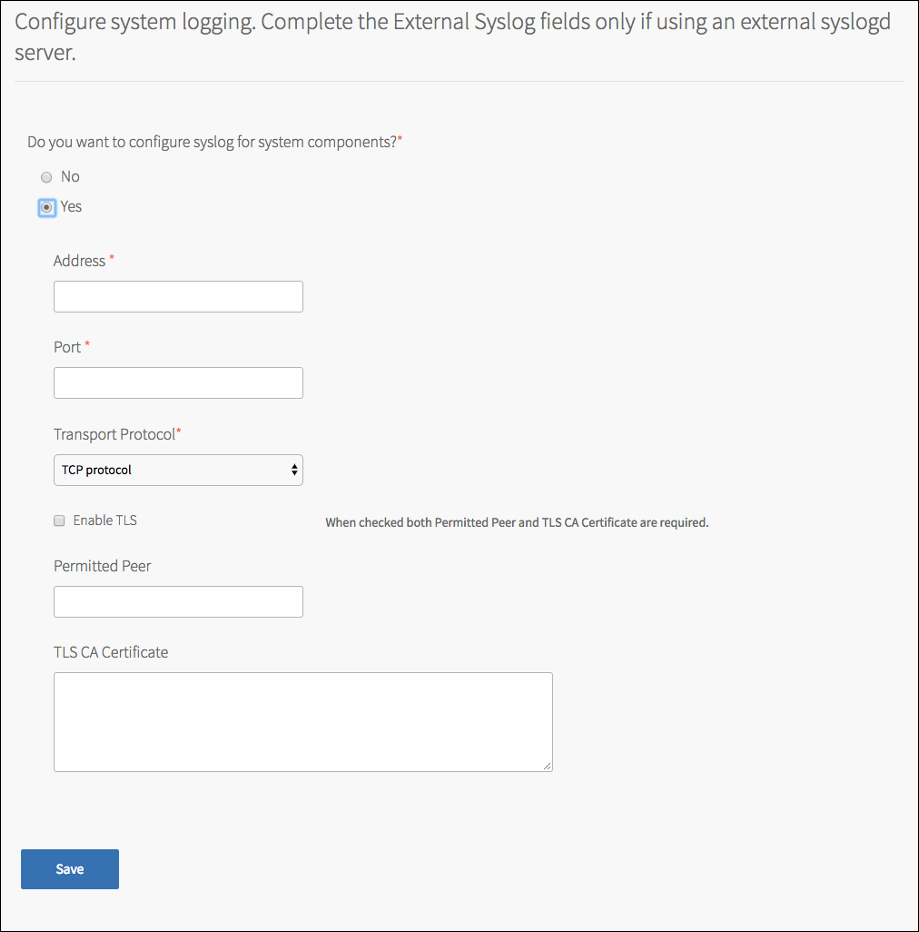 Configure system logging. Complete the External Syslog fields only if using an external syslogd
server.
Do you want to configure syslog for system components?*
No
Yes
Address *
Port *
Transport Protocol*
TCP protocol
Enable TLS
When checked both Permitted Peer and TLS CA Certificate are required.
Permitted Peer
TLS CA Certificate
Save